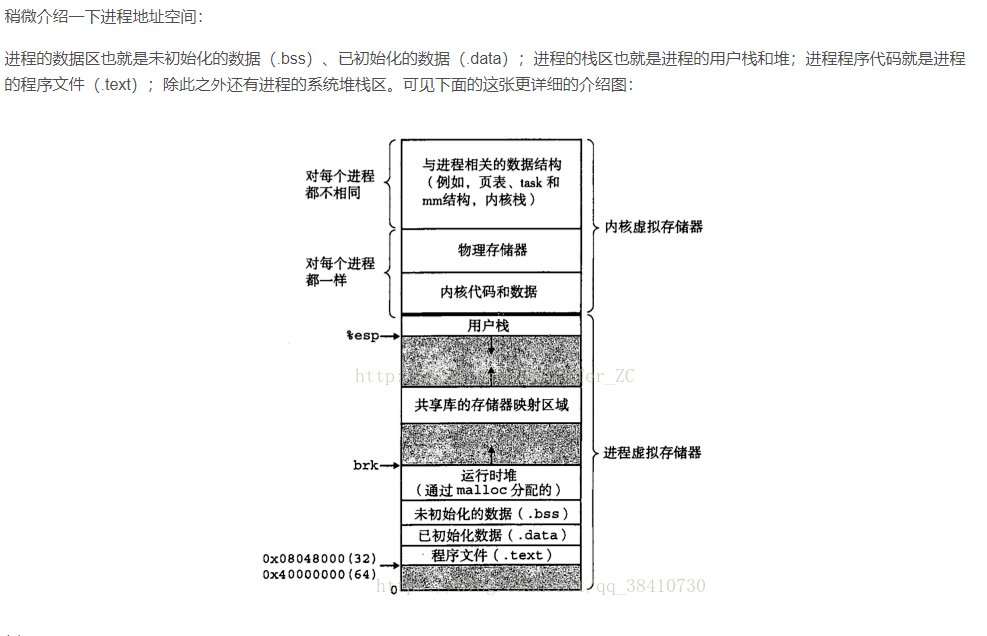 稍微介绍一下进程地址空间：
进程的数据区也就是未初始化的数据（.bss）、已初始化的数据（.data）；进程的栈区也就是进程的用户栈和堆；进程程序代码就是进程
的程序文件（.text）；除此之外还有进程的系统堆栈区。可见下面的这张更详细的介绍图：
对每个进程
都不相同
与进程相关的数据结构
（例如，页表、task 和
mm结构，内核栈）
内核虚拟存储器
对每个进程
都一样
物理存储器
内核代码和数据
用户栈
%esp
er_ZC
共享库的存储器映射区域
进程虚拟存储器
brk
运行时堆
（通过 malloc 分配的）
未初始化的数据（.bss）
已初始化数据（.data）
程序文件（.text）
0x08048000(32)
0x40000000(64)
qq_38410730
0